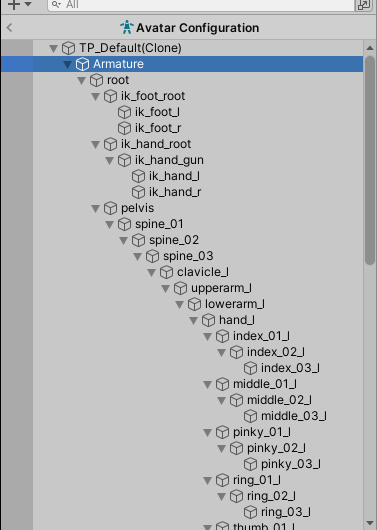 All
Avatar Configuration
TP_Default(Clone)
Armature
root
ik_foot_root
ik_foot_l
ik_foot_r
ik_hand_root
ik_hand_gun
ik_hand_l
ik_hand_r
pelvis
spine_01
spine_02
spine_03
clavicle_l
upperarm_l
lowerarm_l
hand_l
index_01_l
index_02_l
index_03_l
middle_01_l
middle_02_l
middle_03_l
pinky_01_l
pinky_02_l
pinky_03_l
ring_01_l
ring_02_l
ring_03_l
thumb_01_l